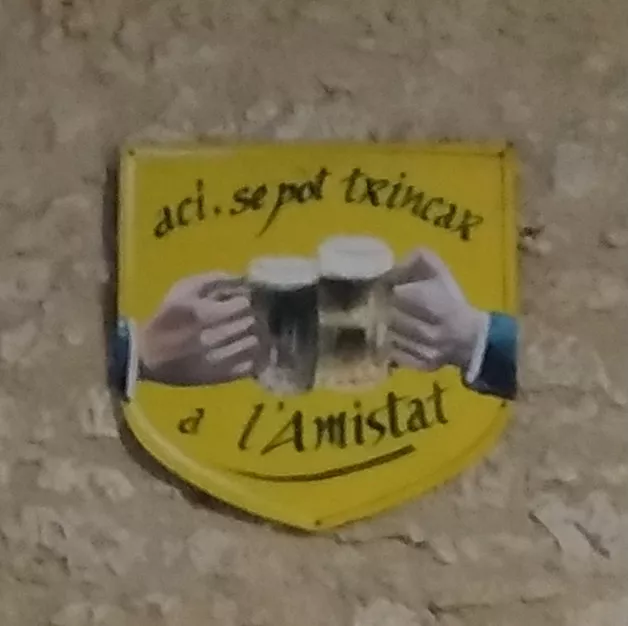 aci. se pot trincar
a l'Amistat